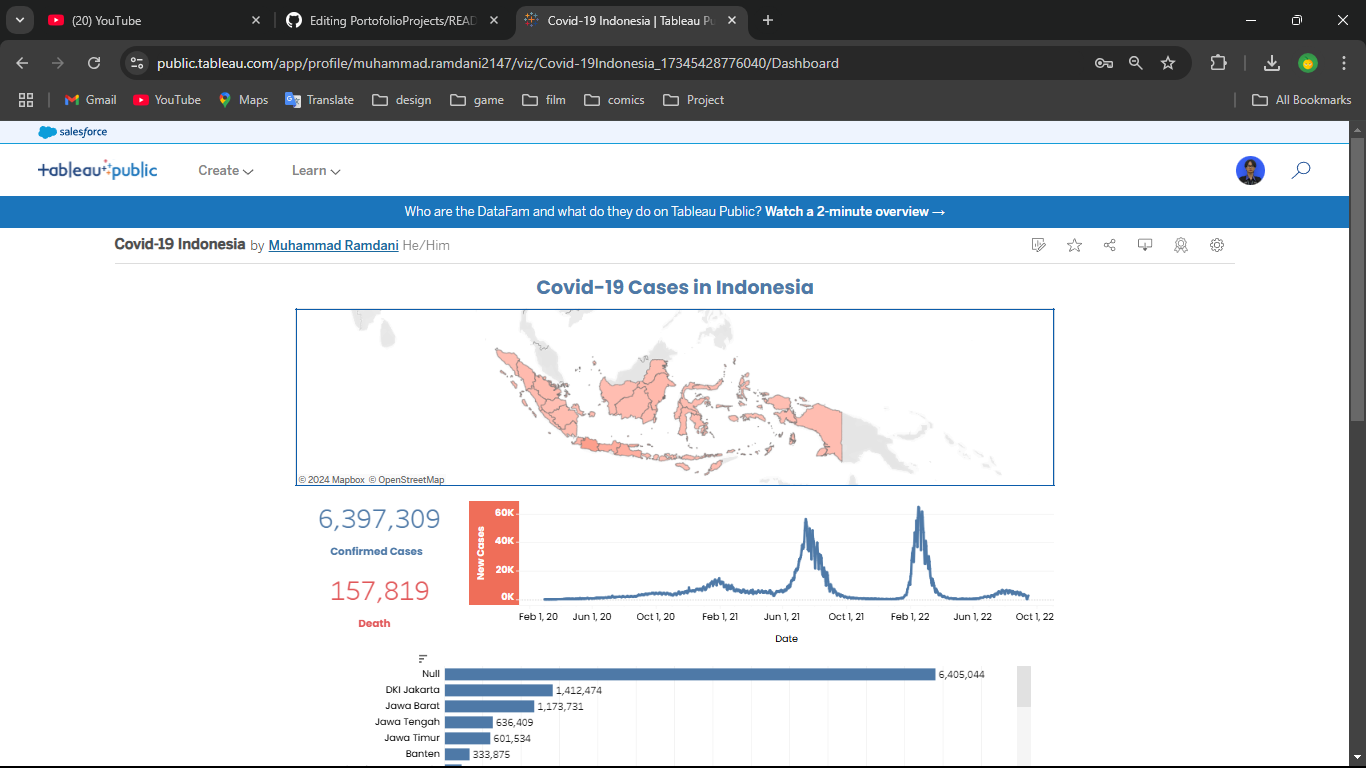 (20) YouTube
Editing PortofolioProjects/READ
Covid-19 Indonesia | Tableau Pu
public.tableau.com/app/profile/muhammad.ramdani2147/viz/Covid-19Indonesia_17345428776040/Dashboard
Gmail YouTube Maps Translate design game film comics Project All Bookmarks
salesforce
+ableau+public Create Learn
Who are the DataFam and what do they do on Tableau Public? Watch a 2-minute overview →
Covid-19 Indonesia by Muhammad Ramdani He/Him
Covid-19 Cases in Indonesia
© 2024 Mapbox © OpenStreetMap
6,397,309
Confirmed Cases
157,819
Death
New Cases
60K
40K
20K
0K
Feb 1, 20 Jun 1, 20 Oct 1, 20 Feb 1, 21 Jun 1, 21 Oct 1, 21 Feb 1, 22 Jun 1, 22 Oct 1, 22
Date
Null 6,405,044
DKI Jakarta 1,412,474
Jawa Barat 1,173,731
Jawa Tengah 636,409
Jawa Timur 601,534
Banten 333,875